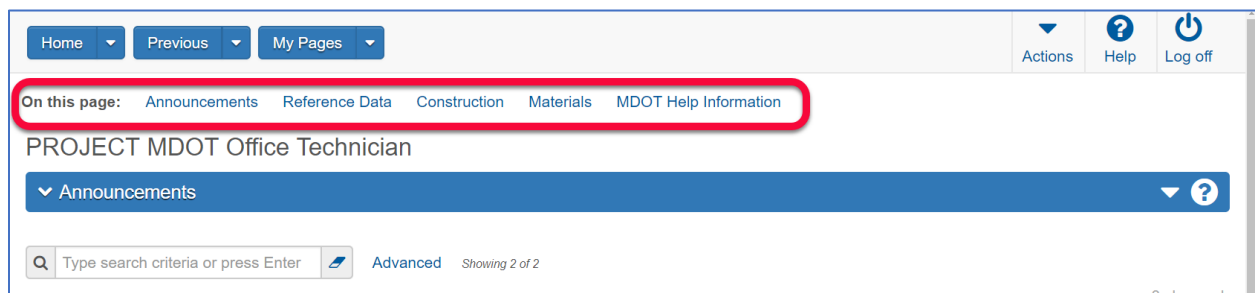 Home Previous My Pages Actions Help Log off
On this page: Announcements Reference Data Construction Materials MDOT Help Information
PROJECT MDOT Office Technician
Announcements
Type search criteria or press Enter Advanced Showing 2 of 2